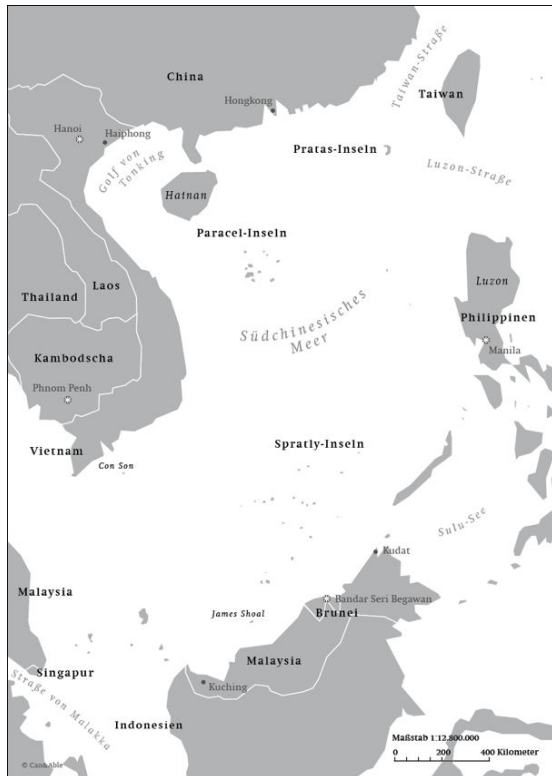 China
Taiwan-Straße
Taiwan
Hongkong
Hanoi
Haiphong
Golf von
Tonking
Pratas-Inseln
Luzon-Straße
Hainan
Paracel-Inseln
Luzon
Laos
Thailand
Südchinesisches
Meer
Philippinen
Manila
Kambodscha
Phnom Penh
Spratly-Inseln
Vietnam
Con Son
Sulu-See
Kudat
Malaysia
Bandar Seri Begawan
James Shoal
Brunei
Malaysia
Singapur
Straße von Malakka
Kuching
Indonesien
Maßstab 1:12.800.000
0 200 400 Kilometer
© Can&Able